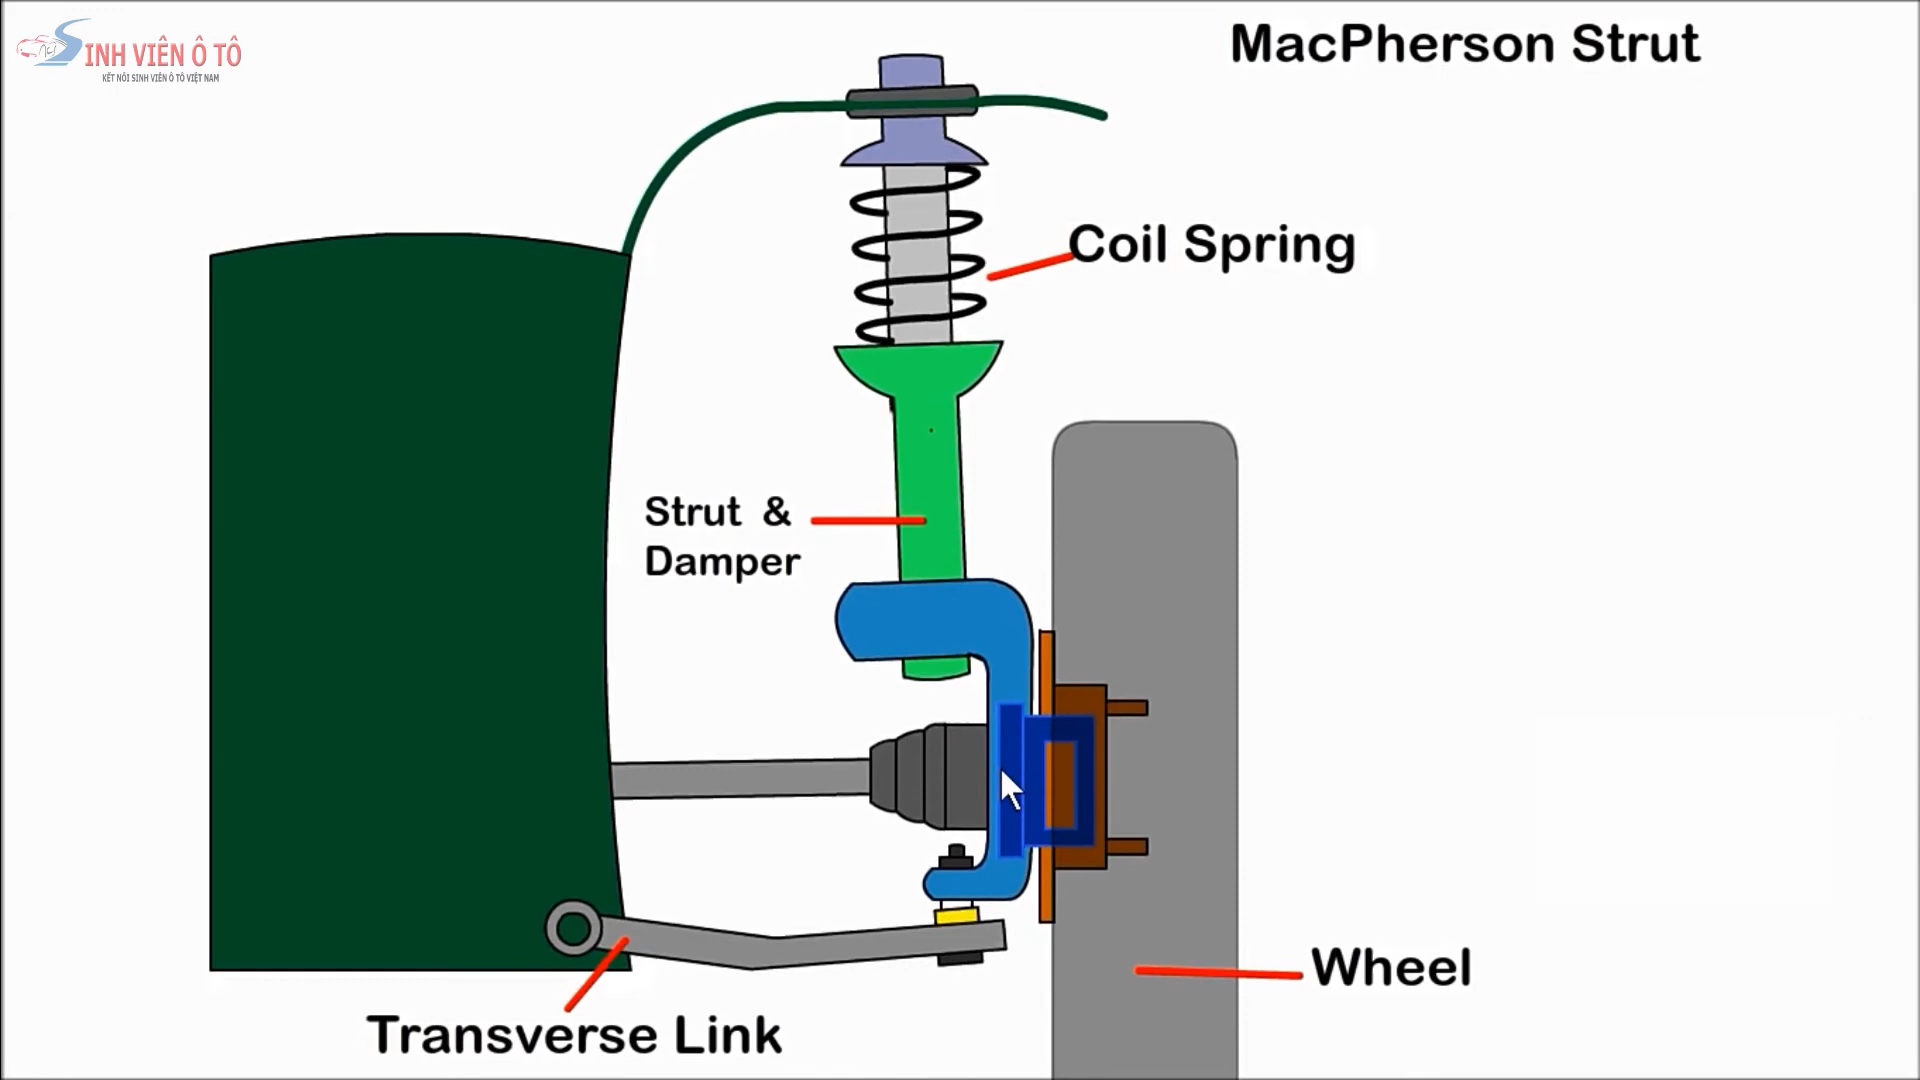 SINH VIÊN Ô TÔ
KẾT NỐI SINH VIÊN Ô TÔ VIỆT NAM
MacPherson Strut
Coil Spring
Strut &
Damper
Wheel
Transverse Link